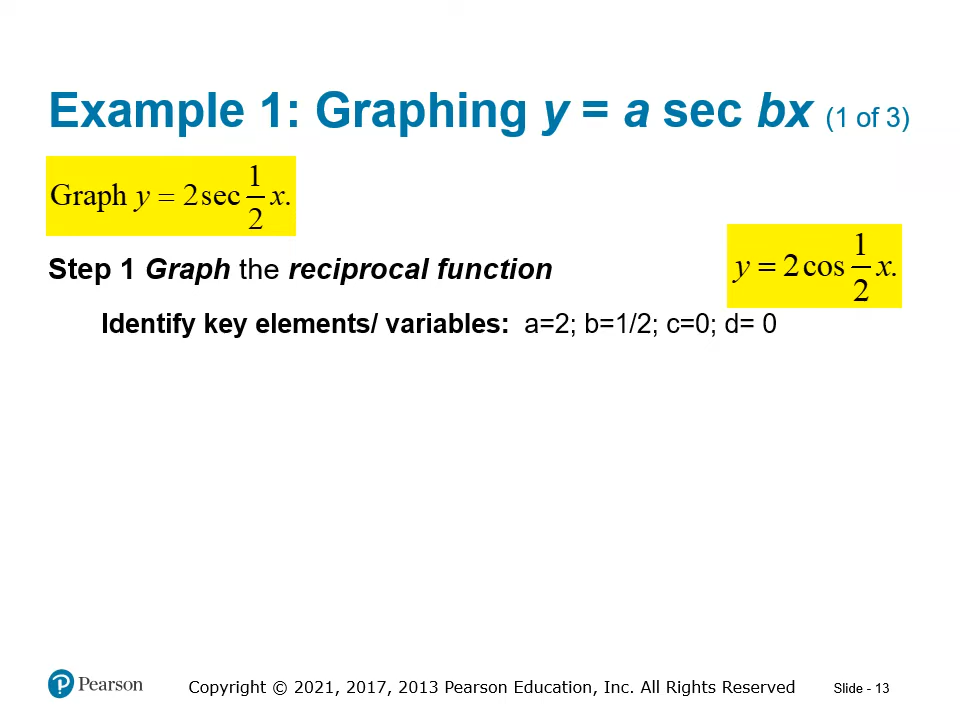 Example 1: Graphing y = a sec bx (1 of 3)
Graph y = 2 sec 1/2 x.
Step 1 Graph the reciprocal function
y = 2 cos 1/2 x.
Identify key elements/ variables: a=2; b=1/2; c=0; d= 0
Pearson
Copyright © 2021, 2017, 2013 Pearson Education, Inc. All Rights Reserved
Slide - 13